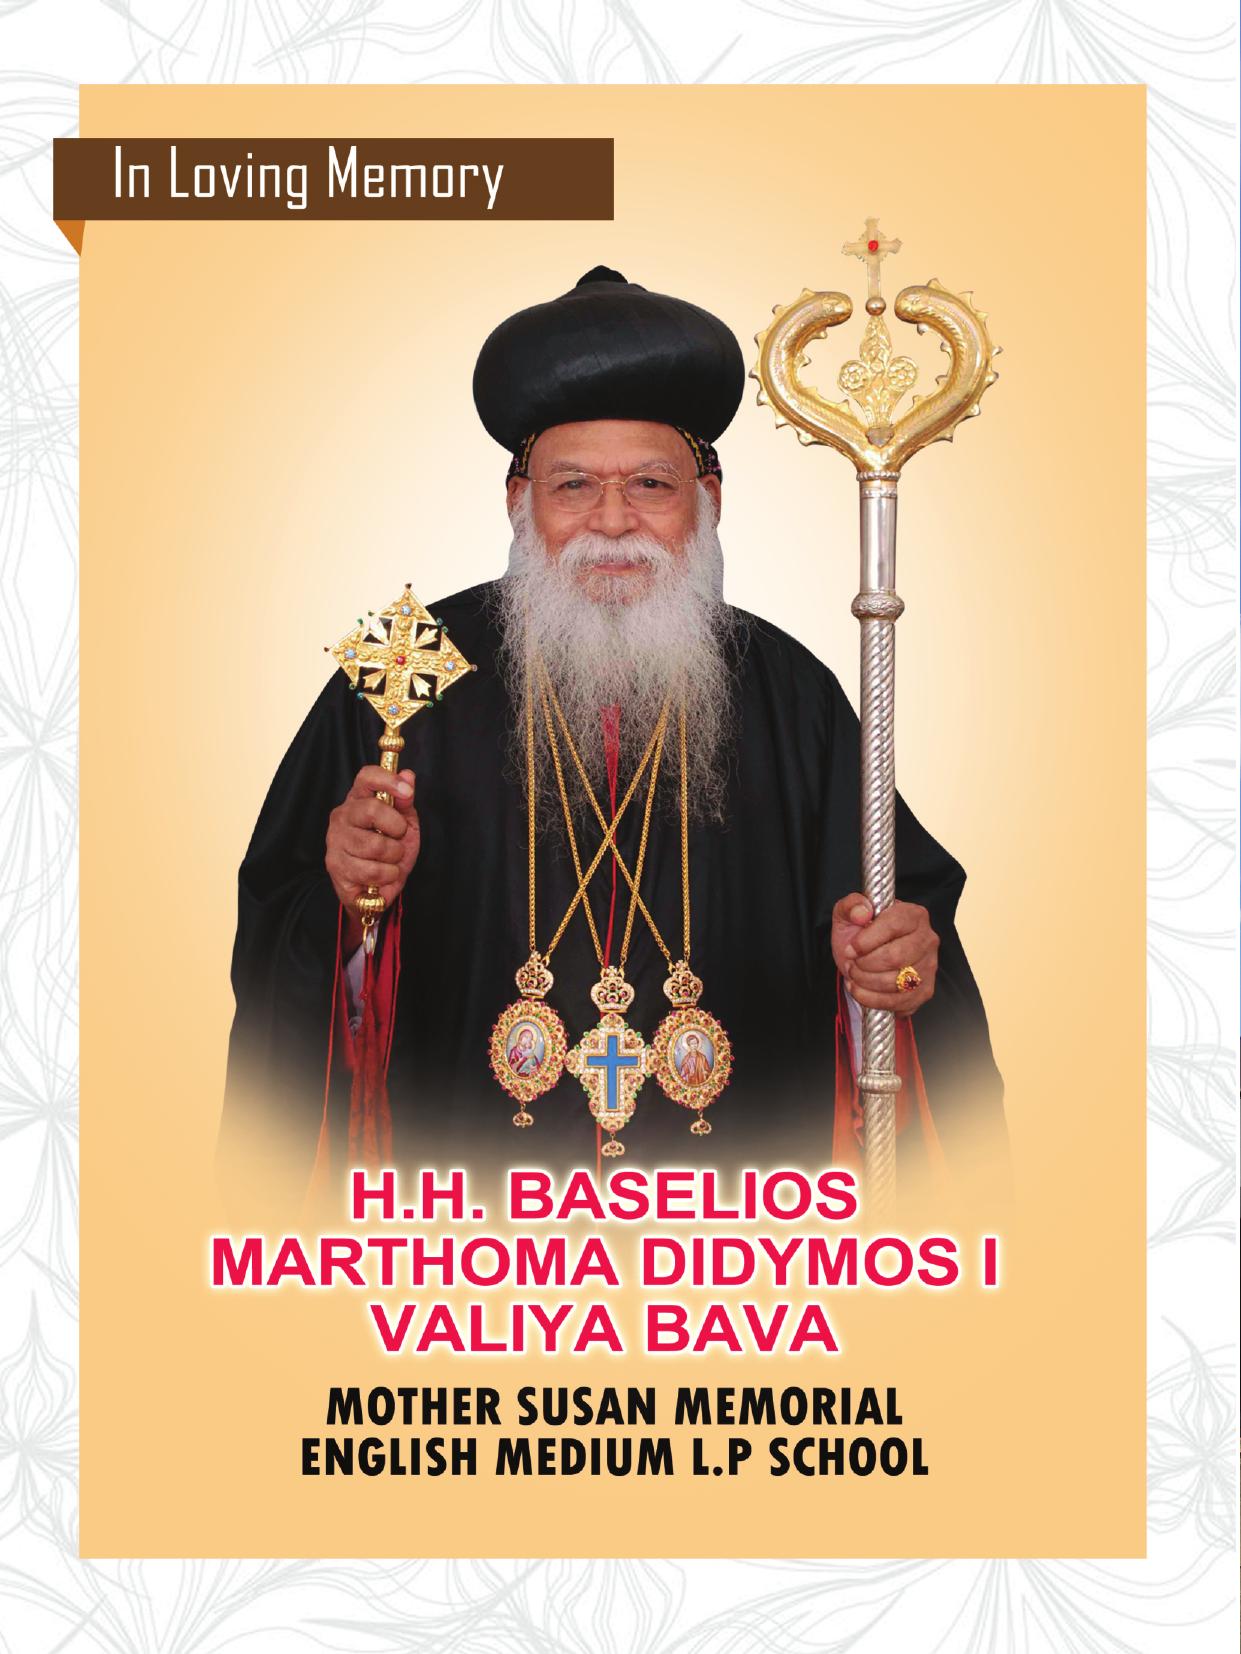 In Loving Memory
H.H. BASELIOS
MARTHOMA DIDYMOS I
VALIYA BAVA
MOTHER SUSAN MEMORIAL
ENGLISH MEDIUM L.P SCHOOL